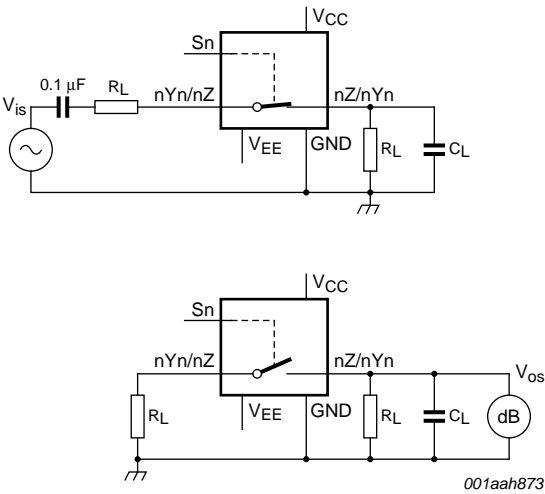 VCC
Sn
0.1 μF
RL
nYn/nZ
nZ/nYn
Vis
VEE
GND
RL
CL
VCC
Sn
nYn/nZ
nZ/nYn
Vos
RL
VEE
GND
RL
CL
dB
001aah873